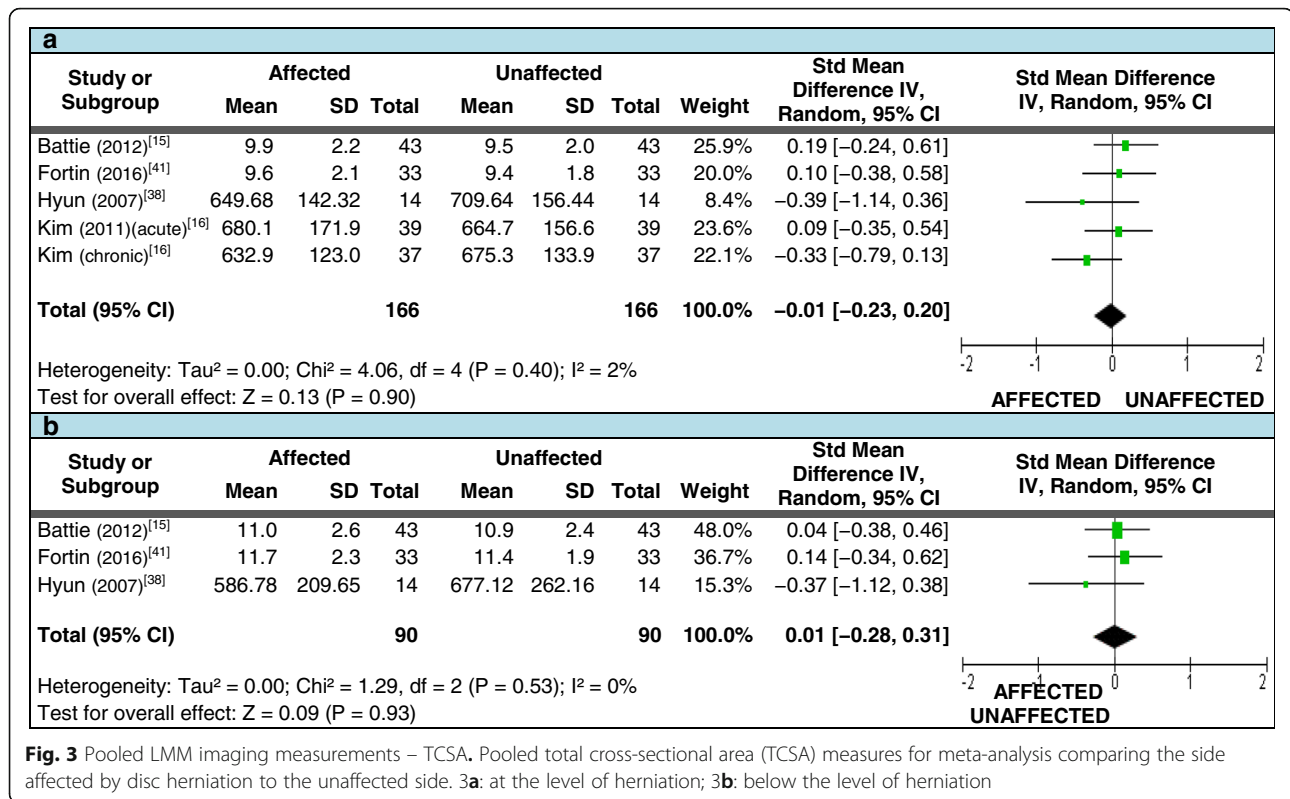 a
Study or Subgroup Affected Unaffected Std Mean Difference IV, Random, 95% CI Std Mean Difference IV, Random, 95% CI
Mean SD Total Mean SD Total Weight
Battie (2012)[15] 9.9 2.2 43 9.5 2.0 43 25.9% 0.19 [−0.24, 0.61]
Fortin (2016)[41] 9.6 2.1 33 9.4 1.8 33 20.0% 0.10 [−0.38, 0.58]
Hyun (2007)[38] 649.68 142.32 14 709.64 156.44 14 8.4% −0.39 [−1.14, 0.36]
Kim (2011)(acute)[16] 680.1 171.9 39 664.7 156.6 39 23.6% 0.09 [−0.35, 0.54]
Kim (chronic)[16] 632.9 123.0 37 675.3 133.9 37 22.1% −0.33 [−0.79, 0.13]
Total (95% CI) 166 166 100.0% −0.01 [−0.23, 0.20]
Heterogeneity: Tau² = 0.00; Chi² = 4.06, df = 4 (P = 0.40); I² = 2%
Test for overall effect: Z = 0.13 (P = 0.90)
-2 -1 0 1 2
AFFECTED UNAFFECTED
b
Study or Subgroup Affected Unaffected Std Mean Difference IV, Random, 95% CI Std Mean Difference IV, Random, 95% CI
Mean SD Total Mean SD Total Weight
Battie (2012)[15] 11.0 2.6 43 10.9 2.4 43 48.0% 0.04 [−0.38, 0.46]
Fortin (2016)[41] 11.7 2.3 33 11.4 1.9 33 36.7% 0.14 [−0.34, 0.62]
Hyun (2007)[38] 586.78 209.65 14 677.12 262.16 14 15.3% −0.37 [−1.12, 0.38]
Total (95% CI) 90 90 100.0% 0.01 [−0.28, 0.31]
Heterogeneity: Tau² = 0.00; Chi² = 1.29, df = 2 (P = 0.53); I² = 0%
Test for overall effect: Z = 0.09 (P = 0.93)
-2 -1 0 1 2
AFFECTED
UNAFFECTED
Fig. 3 Pooled LMM imaging measurements – TCSA. Pooled total cross-sectional area (TCSA) measures for meta-analysis comparing the side
affected by disc herniation to the unaffected side. 3a: at the level of herniation; 3b: below the level of herniation